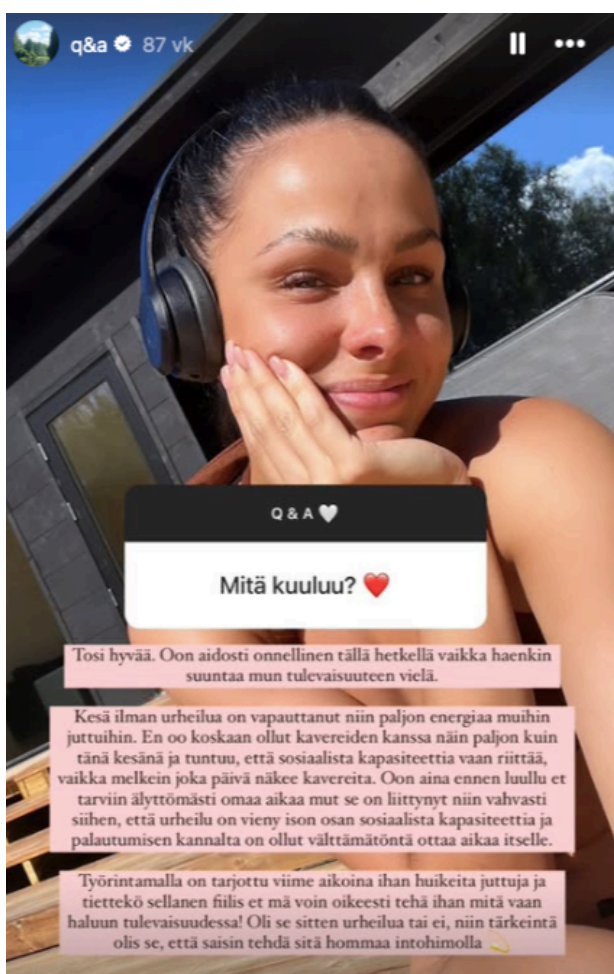 q&a 87 vk
Q & A 🤍
Mitä kuuluu? ❤️
Tosi hyvää. Oon aidosti onnellinen tällä hetkellä vaikka haenkin
suuntaa mun tulevaisuuteen vielä.
Kesä ilman urheilua on vapauttanut niin paljon energiaa muihin
juttuihin. En oo koskaan ollut kavereiden kanssa näin paljon kuin
tänä kesänä ja tuntuu, että sosiaalista kapasiteettia vaan riittää,
vaikka melkein joka päivä näkee kavereita. Oon aina ennen luullu et
tarviin älyttömästi omaa aikaa mut se on liittynyt niin vahvasti
siihen, että urheilu on vieny ison osan sosiaalista kapasiteettia ja
palautumisen kannalta on ollut välttämätöntä ottaa aikaa itselle.
Työrintamalla on tarjottu viime aikoina ihan huikeita juttuja ja
tiettekö sellanen fiilis et mä voin oikeesti tehä ihan mitä vaan
haluun tulevaisuudessa! Oli se sitten urheilua tai ei, niin tärkeintä
olis se, että saisin tehdä sitä hommaa intohimolla 💫